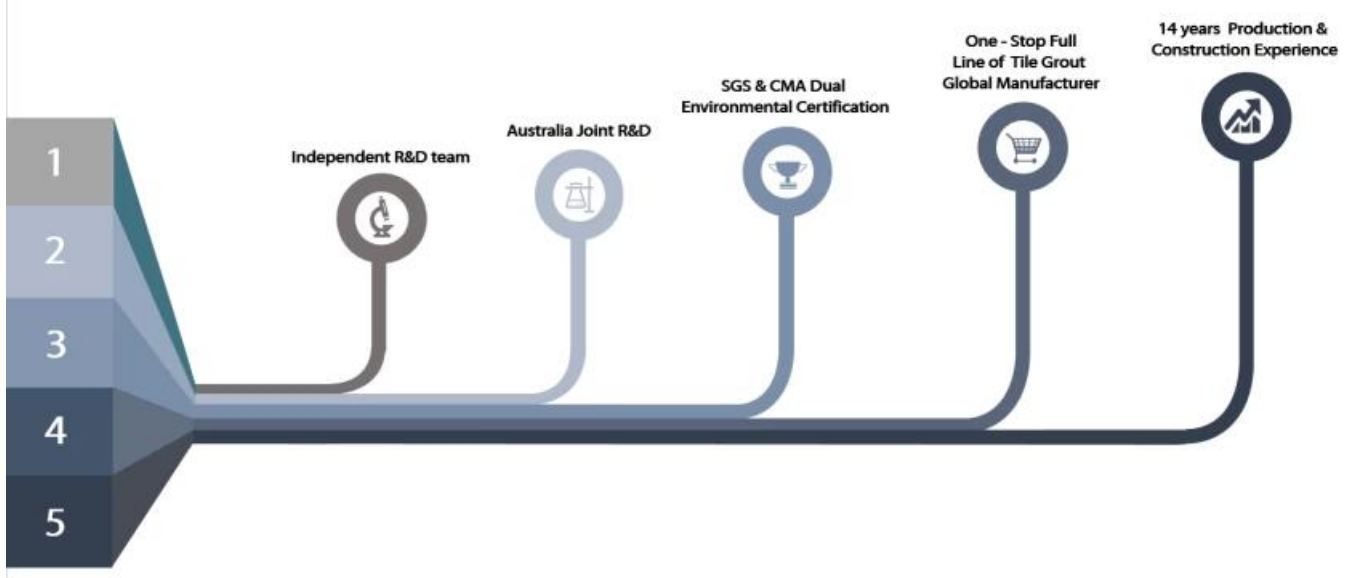 14 years Production &
Construction Experience
One - Stop Full
Line of Tile Grout
Global Manufacturer
SGS & CMA Dual
Environmental Certification
Australia Joint R&D
Independent R&D team
1
2
3
4
5